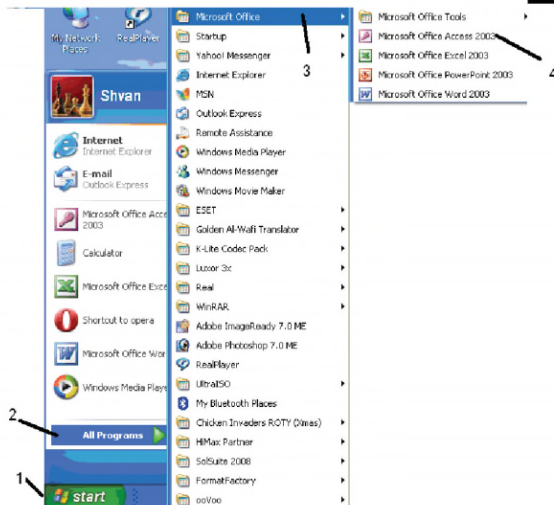 My Network
Places
RealPlayer
Shvan
Internet
Internet Explorer
E-mail
Outlook Express
Microsoft Office Acce
2003
Calculator
Microsoft Office Exce
Shortcut to opera
Microsoft Office Wor
Windows Media Playe
2
All Programs
1
start
Microsoft Office
Startup
Yahoo! Messenger
Internet Explorer
MSN
Outlook Express
Remote Assistance
Windows Media Player
Windows Messenger
Windows Movie Maker
ESET
Golden Al-Wafi Translator
K-Lite Codec Pack
Luxor 3x
Real
WinRAR
Adobe ImageReady 7.0 ME
Adobe Photoshop 7.0 ME
RealPlayer
UltraISO
My Bluetooth Places
Chicken Invaders ROTY (Xmas)
HiMax Partner
SolSuite 2008
FormatFactory
ooVoo
3
Microsoft Office Tools
Microsoft Office Access 2003
Microsoft Office Excel 2003
Microsoft Office PowerPoint 2003
Microsoft Office Word 2003
4